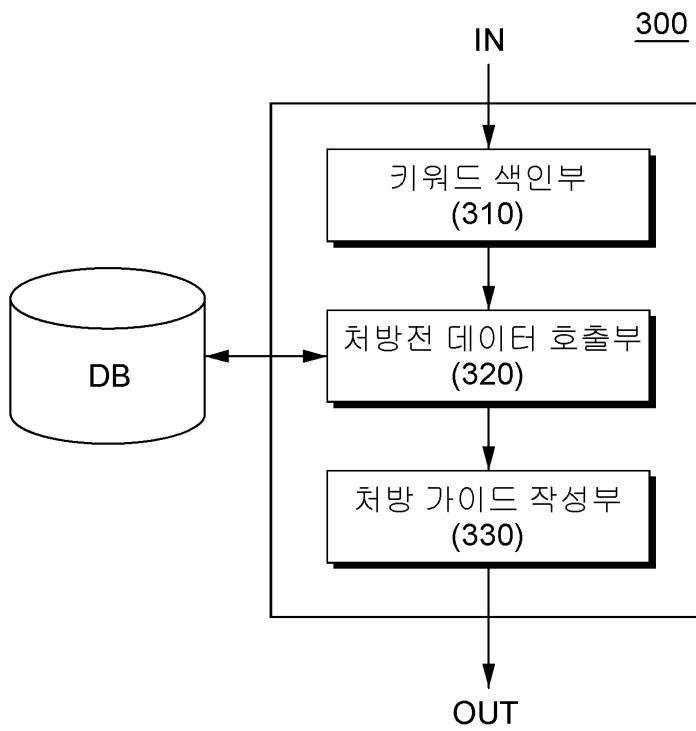 300
IN
키워드 색인부
(310)
처방전 데이터 호출부
(320)
DB
처방 가이드 작성부
(330)
OUT